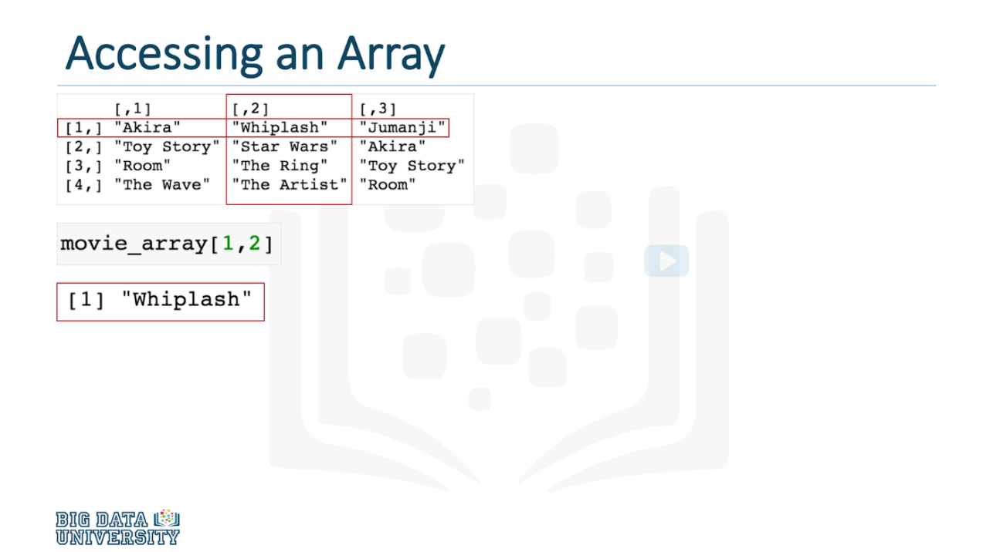 Accessing an Array
[,1] [,2] [,3]
[1,] "Akira" "Whiplash" "Jumanji"
[2,] "Toy Story" "Star Wars" "Akira"
[3,] "Room" "The Ring" "Toy Story"
[4,] "The Wave" "The Artist" "Room"
movie_array[1,2]
[1] "Whiplash"
BIG DATA
UNIVERSITY